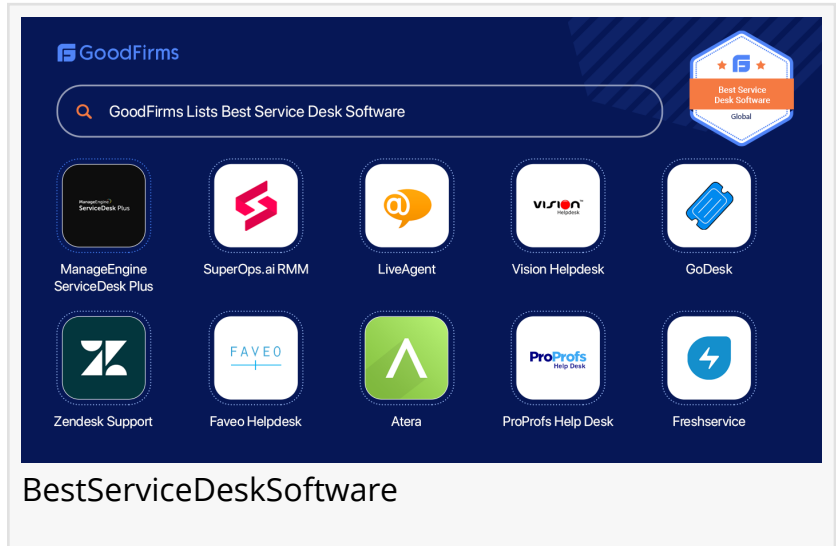 GoodFirms
GoodFirms Lists Best Service Desk Software
Best Service
Desk Software
Global
ManageEngine
ServiceDesk Plus
@
VISION
Helpdesk
ManageEngine
ServiceDesk Plus
SuperOps.ai RMM
LiveAgent
Vision Helpdesk
GoDesk
FAVEO
ProProfs
Help Desk
Zendesk Support
Faveo Helpdesk
Atera
ProProfs Help Desk
Freshservice
BestServiceDeskSoftware